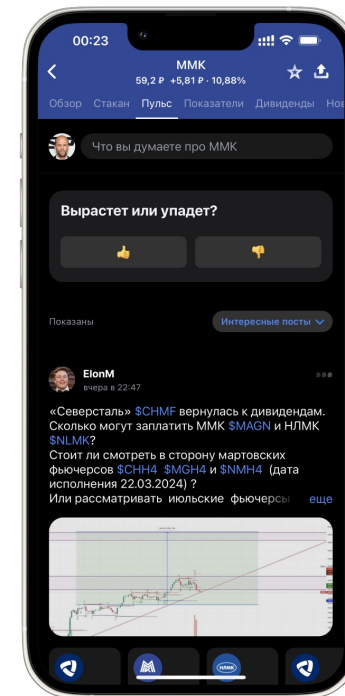 00:23
ММК
59,2 ₽ +5,81 ₽ · 10,88%
Обзор Стакан Пульс Показатели Дивиденды Нов
Что вы думаете про ММК
Вырастет или упадет?
Показаны
Интересные посты
ElonM
вчера в 22:47
«Северсталь» $CHMF вернулась к дивидендам.
Сколько могут заплатить ММК $MAGN и НЛМК
$NLMK?
Стоит ли смотреть в сторону мартовских
фьючерсов $CHH4 $MGH4 и $NMH4 (дата
исполнения 22.03.2024) ?
Или рассматривать июльские фьючерсы еще
НЛМК